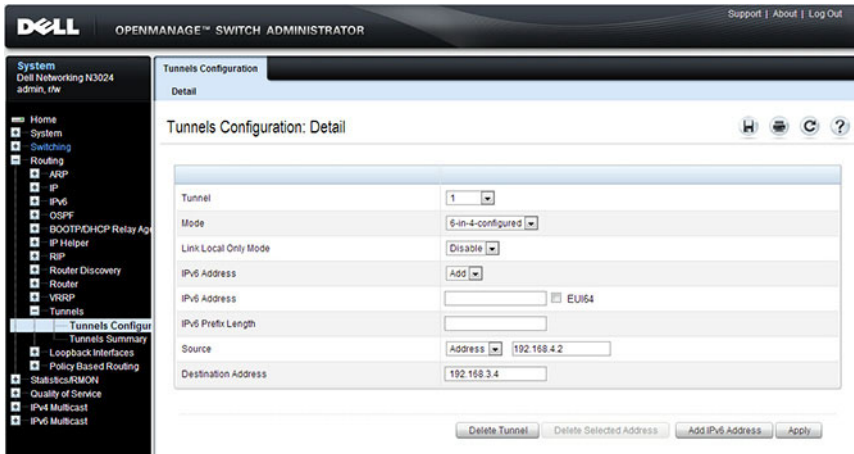 Support | About | Log Out
DELL OPENMANAGE™ SWITCH ADMINISTRATOR
System
Dell Networking N3024
admin, r/w
Home
System
Switching
Routing
ARP
IP
IPv6
OSPF
BOOTP/DHCP Relay Age
IP Helper
RIP
Router Discovery
Router
VRRP
Tunnels
Tunnels Configur
Tunnels Summary
Loopback Interfaces
Policy Based Routing
Statistics/RMON
Quality of Service
IPv4 Multicast
IPv6 Multicast
Tunnels Configuration
Detail
Tunnels Configuration: Detail
Tunnel 1
Mode 6-in-4-configured
Link Local Only Mode Disable
IPv6 Address Add
IPv6 Address EUI64
IPv6 Prefix Length
Source Address 192.168.4.2
Destination Address 192.168.3.4
Delete Tunnel Delete Selected Address Add IPv6 Address Apply